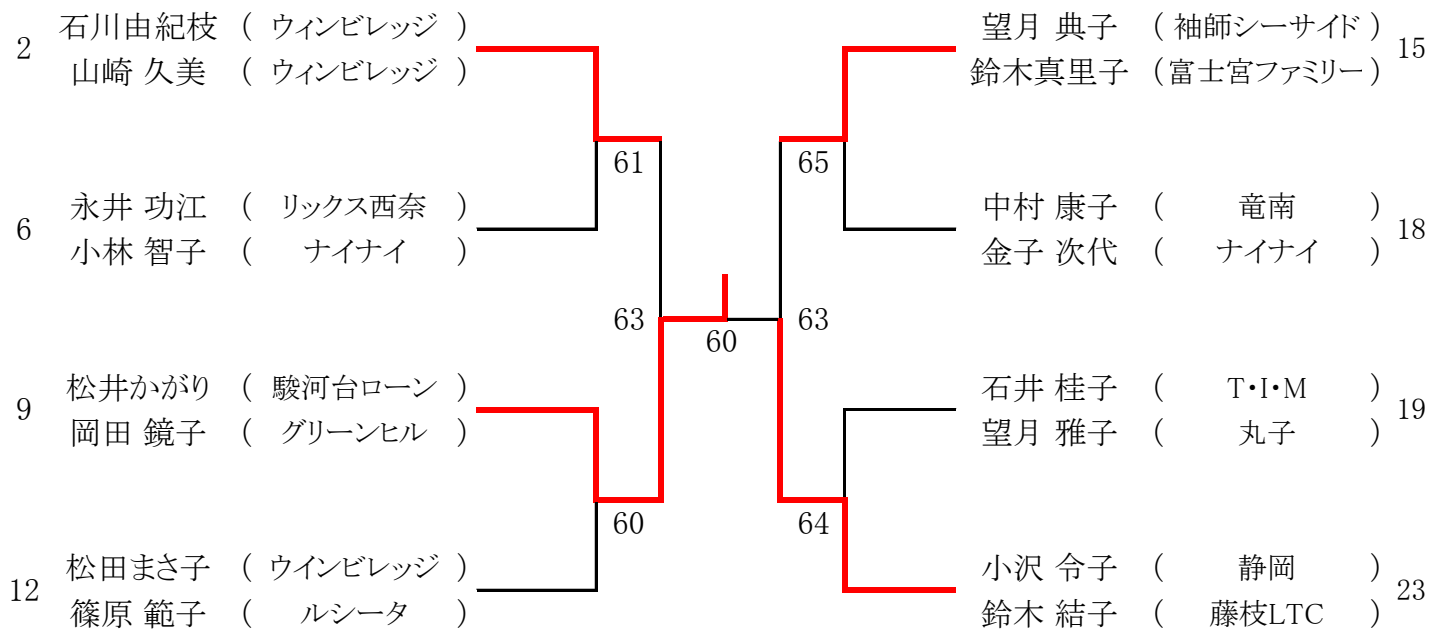 2 石川由紀枝 ( ウィンビレッジ )
山崎 久美 ( ウィンビレッジ )
61
6 永井 功江 ( リックス西奈 )
小林 智子 ( ナイナイ )
63
9 松井かがり ( 駿河台ローン )
岡田 鏡子 ( グリーンヒル )
60
12 松田まさ子 ( ウインビレッジ )
篠原 範子 ( ルシータ )
60
望月 典子 ( 袖師シーサイド ) 15
鈴木真里子 (富士宮ファミリー)
65
中村 康子 ( 竜南 ) 18
金子 次代 ( ナイナイ )
63
石井 桂子 ( T・I・M ) 19
望月 雅子 ( 丸子 )
64
小沢 令子 ( 静岡 ) 23
鈴木 結子 ( 藤枝LTC )